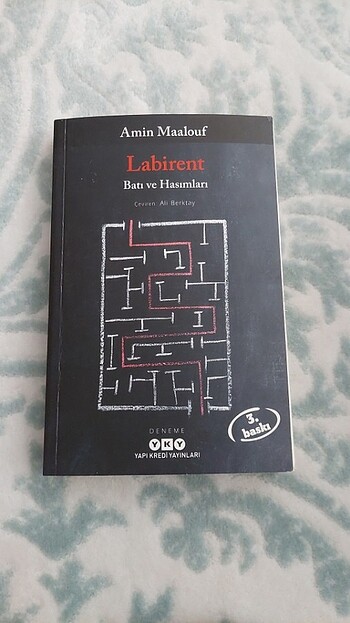 Amin Maalouf
Labirent
Batı ve Hasımları
Çeviren: Ali Berktay
3.
baskı
DENEME
YKY
YAPI KREDİ YAYINLARI